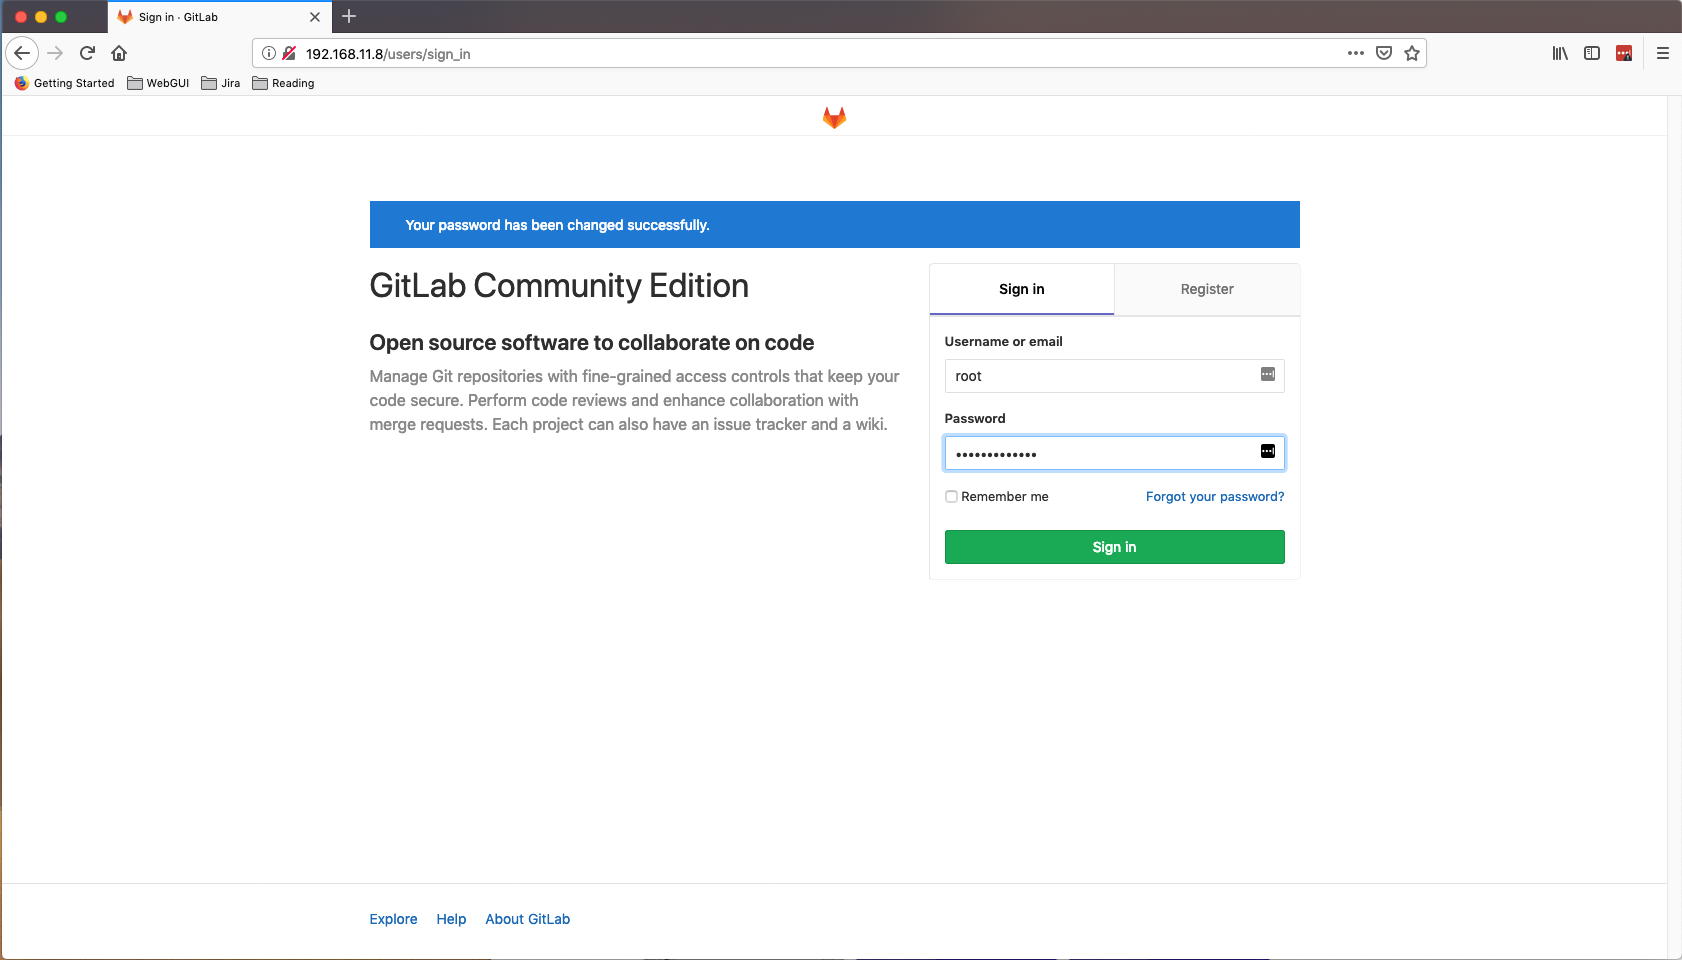 Sign in · GitLab
192.168.11.8/users/sign_in
Getting Started WebGUI Jira Reading
Your password has been changed successfully.
GitLab Community Edition
Open source software to collaborate on code
Manage Git repositories with fine-grained access controls that keep your
code secure. Perform code reviews and enhance collaboration with
merge requests. Each project can also have an issue tracker and a wiki.
Sign in Register
Username or email
root
Password
•••••••••••••
Remember me Forgot your password?
Sign in
Explore Help About GitLab